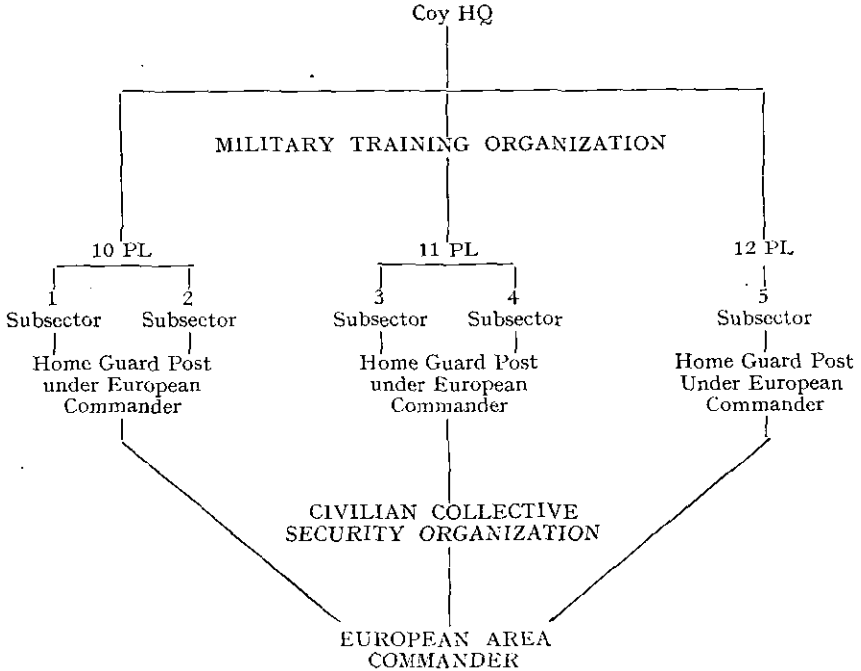 Coy HQ
MILITARY TRAINING ORGANIZATION
10 PL 11 PL 12 PL
1 2 3 4 5
Subsector Subsector Subsector Subsector Subsector
Home Guard Post Home Guard Post Home Guard Post
under European under European Under European
Commander Commander Commander
CIVILIAN COLLECTIVE
SECURITY ORGANIZATION
EUROPEAN AREA
COMMANDER